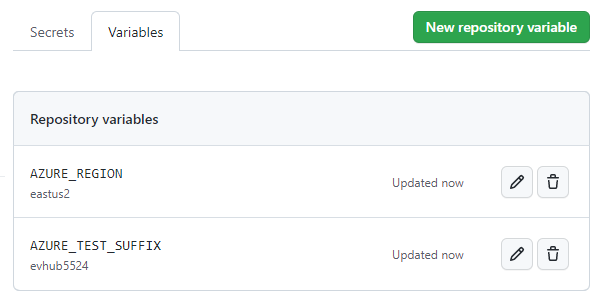 Secrets
Variables
New repository variable
Repository variables
AZURE_REGION
eastus2
Updated now
AZURE_TEST_SUFFIX
evhub5524
Updated now